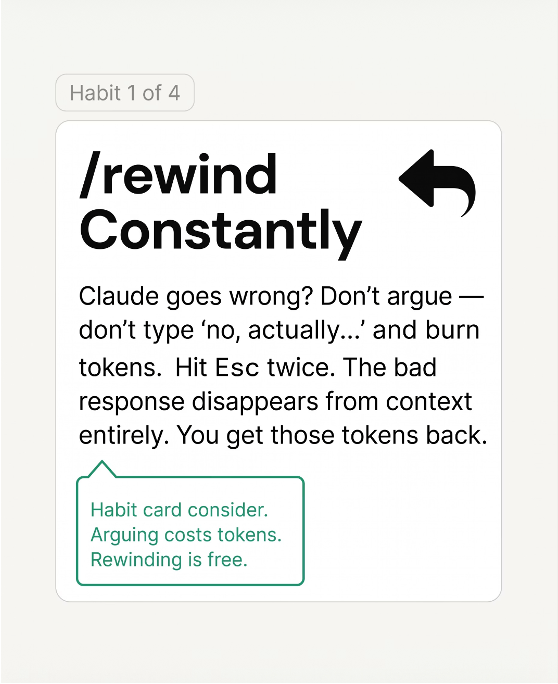 Habit 1 of 4
/rewind
Constantly
Claude goes wrong? Don’t argue —
don’t type ‘no, actually...’ and burn
tokens. Hit Esc twice. The bad
response disappears from context
entirely. You get those tokens back.
Habit card consider.
Arguing costs tokens.
Rewinding is free.